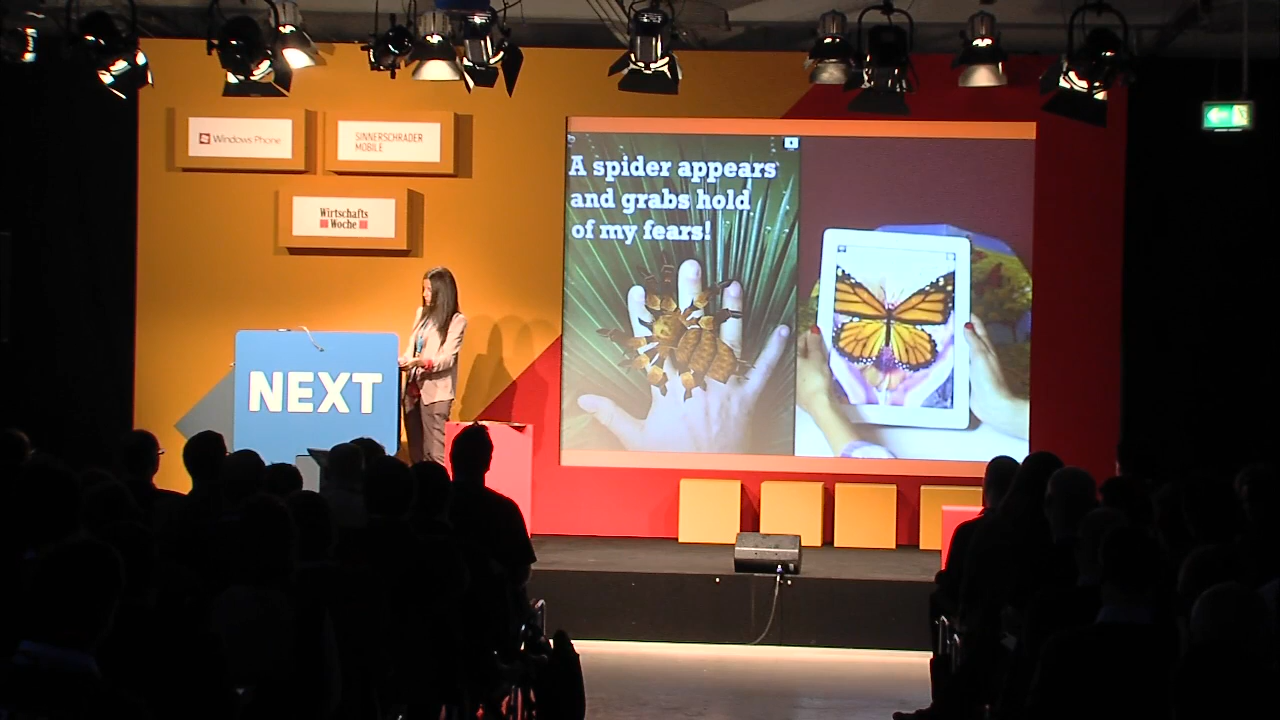 Windows Phone
SINNERSCHRADER
MOBILE
Wirtschafts
Woche
A spider appears
and grabs hold
of my fears!
NEXT